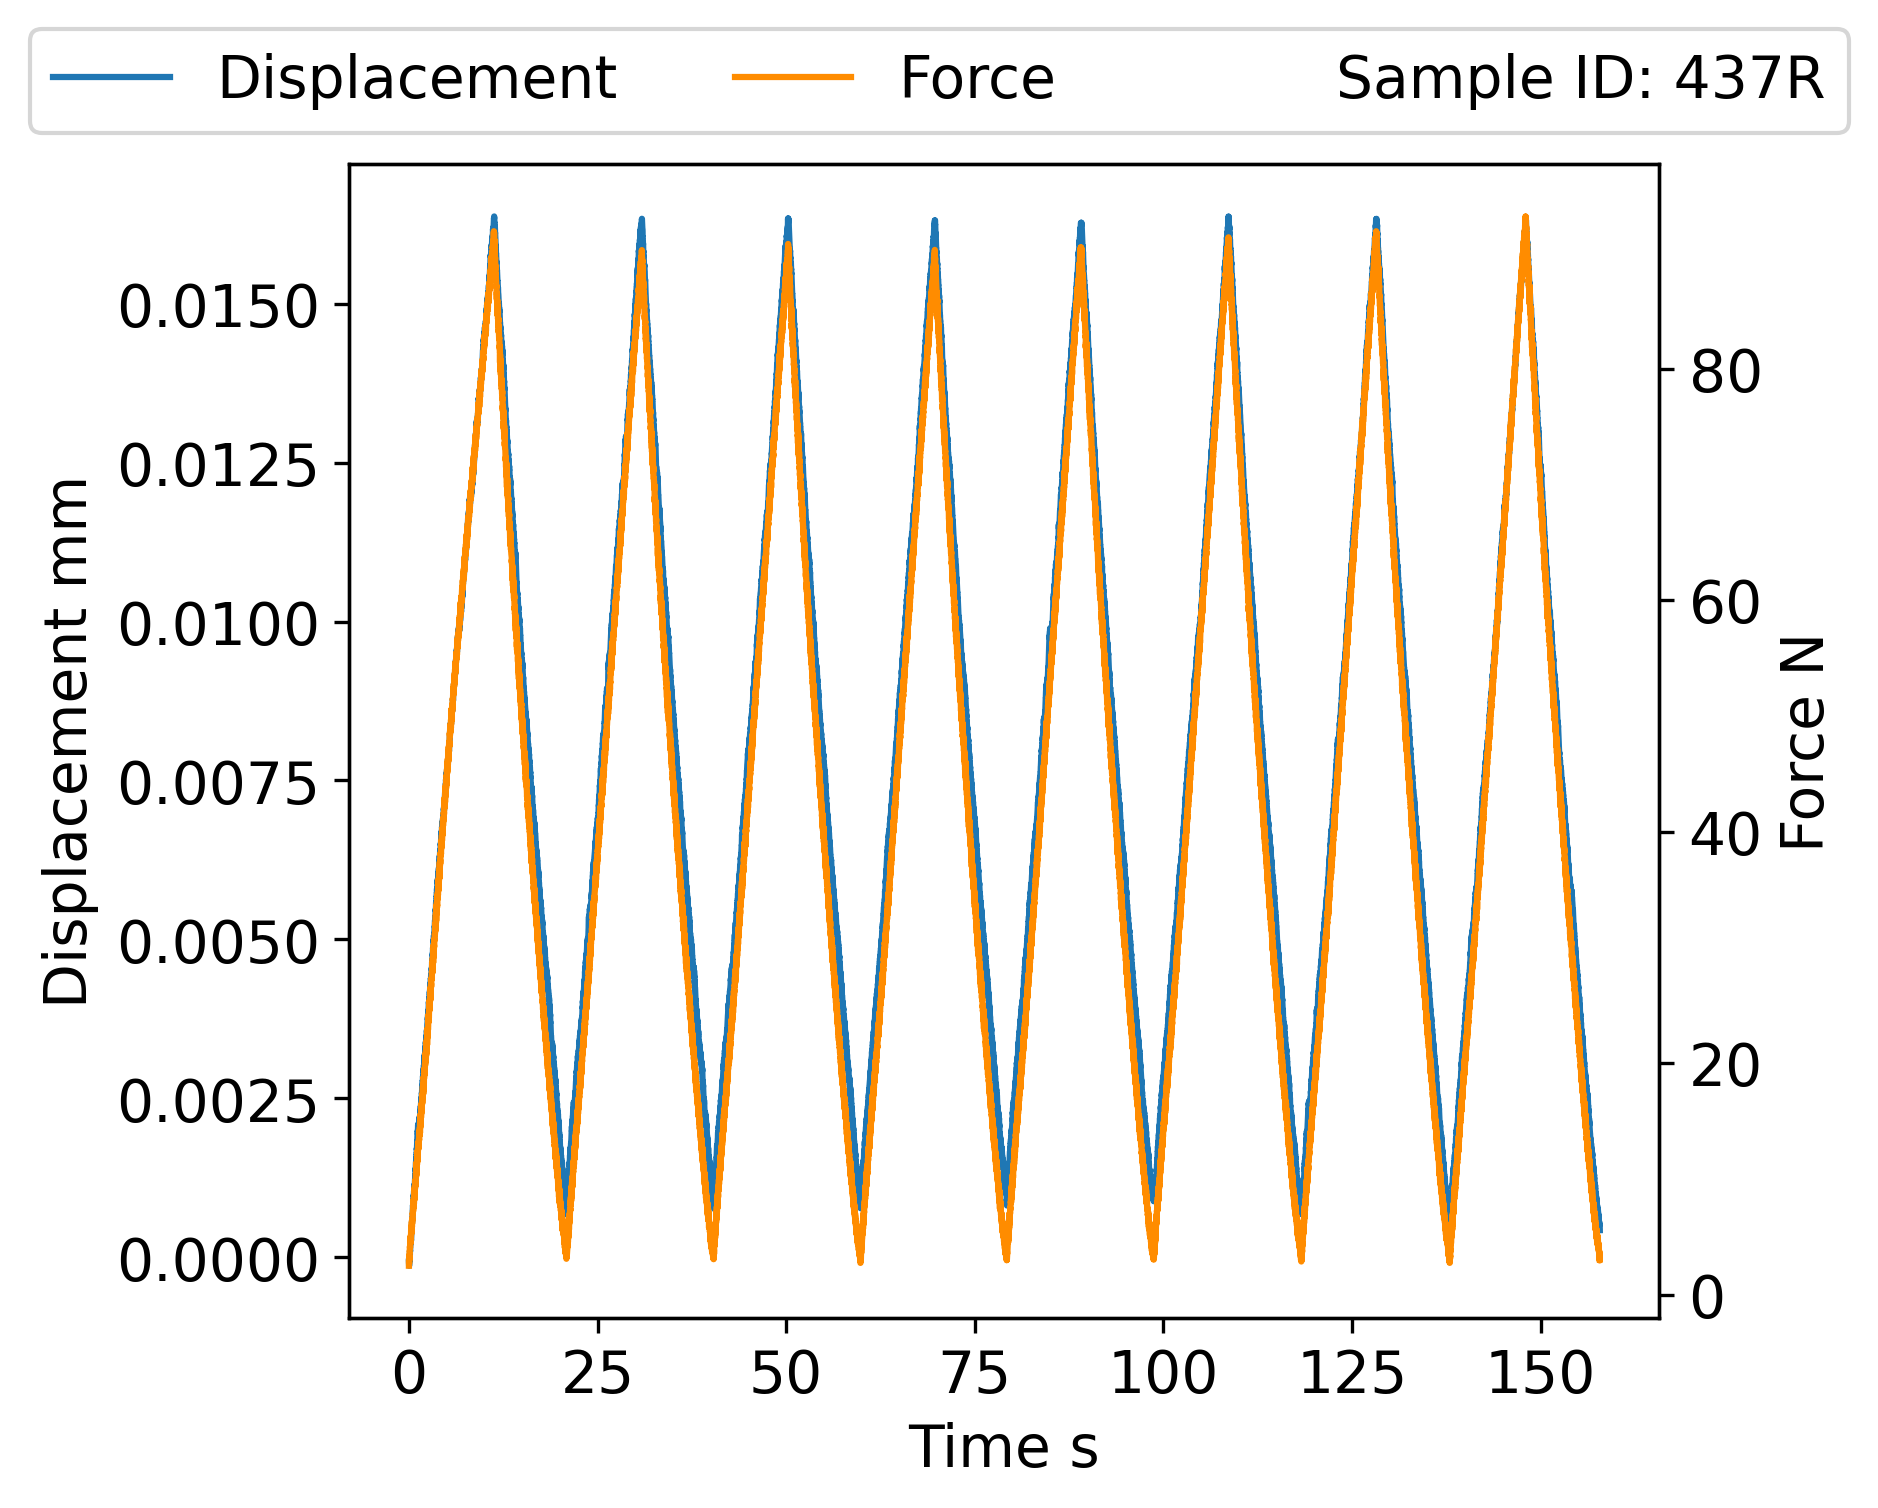 Displacement Force Sample ID: 437R
Displacement mm
0.0150
0.0125
0.0100
0.0075
0.0050
0.0025
0.0000
80
60
40
20
0
Force N
0 25 50 75 100 125 150
Time s